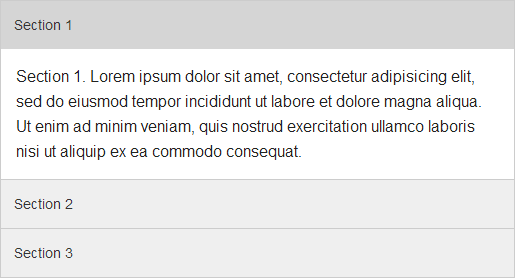 Section 1
Section 1. Lorem ipsum dolor sit amet, consectetur adipisicing elit,
sed do eiusmod tempor incididunt ut labore et dolore magna aliqua.
Ut enim ad minim veniam, quis nostrud exercitation ullamco laboris
nisi ut aliquip ex ea commodo consequat.
Section 2
Section 3